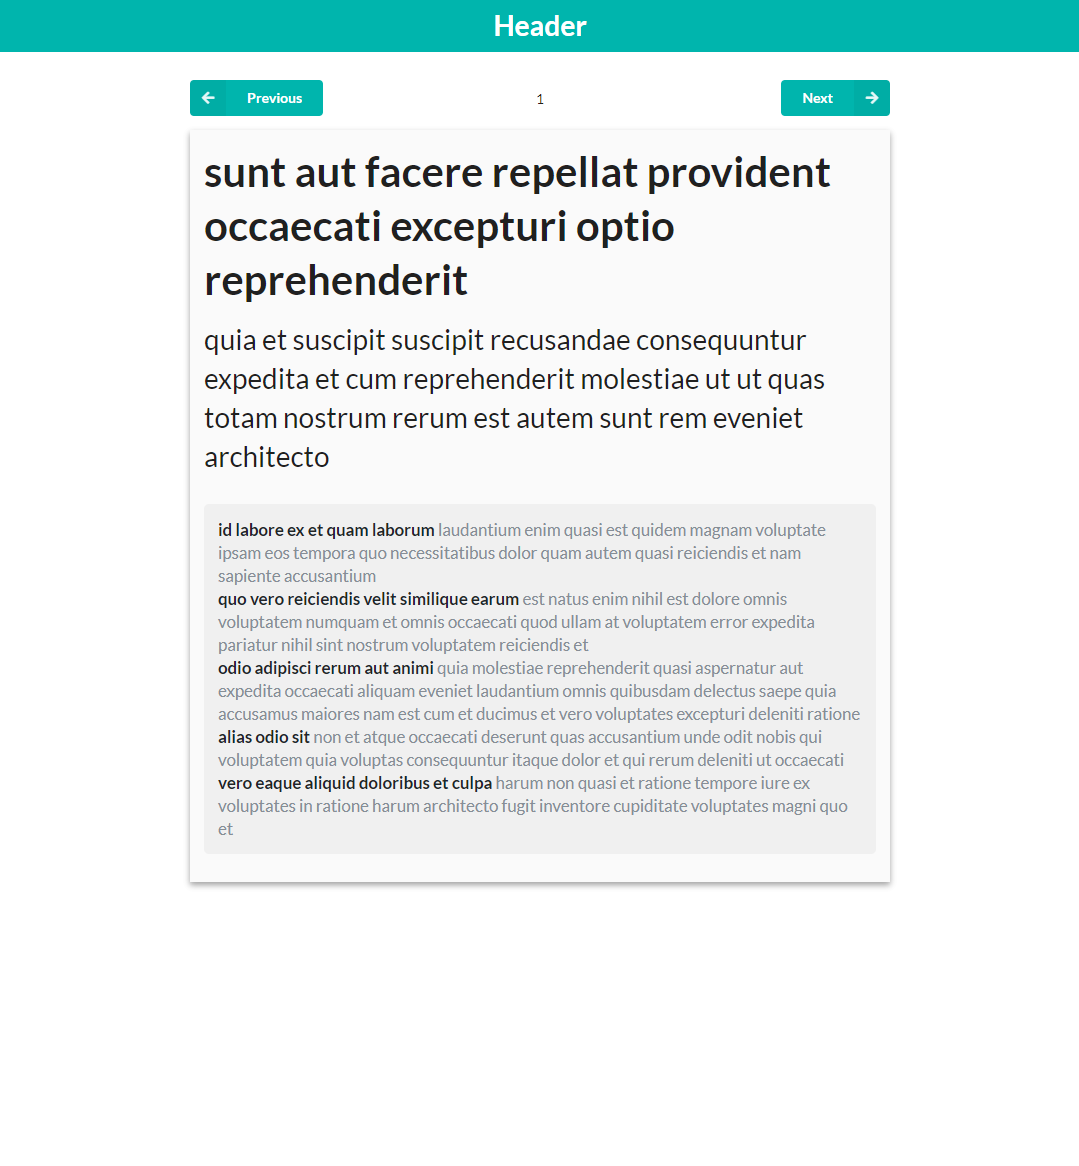 Header
Previous
1
Next
sunt aut facere repellat provident
occaecati excepturi optio
reprehenderit
quia et suscipit suscipit recusandae consequuntur
expedita et cum reprehenderit molestiae ut ut quas
totam nostrum rerum est autem sunt rem eveniet
architecto
id labore ex et quam laborum laudantium enim quasi est quidem magnam voluptate
ipsam eos tempora quo necessitatibus dolor quam autem quasi reiciendis et nam
sapiente accusantium
quo vero reiciendis velit similique earum est natus enim nihil est dolore omnis
voluptatem numquam et omnis occaecati quod ullam at voluptatem error expedita
pariatur nihil sint nostrum voluptatem reiciendis et
odio adipisci rerum aut animi quia molestiae reprehenderit quasi aspernatur aut
expedita occaecati aliquam eveniet laudantium omnis quibusdam delectus saepe quia
accusamus maiores nam est cum et ducimus et vero voluptates excepturi deleniti ratione
alias odio sit non et atque occaecati deserunt quas accusantium unde odit nobis qui
voluptatem quia voluptas consequuntur itaque dolor et qui rerum deleniti ut occaecati
vero eaque aliquid doloribus et culpa harum non quasi et ratione tempore iure ex
voluptates in ratione harum architecto fugit inventore cupiditate voluptates magni quo
et